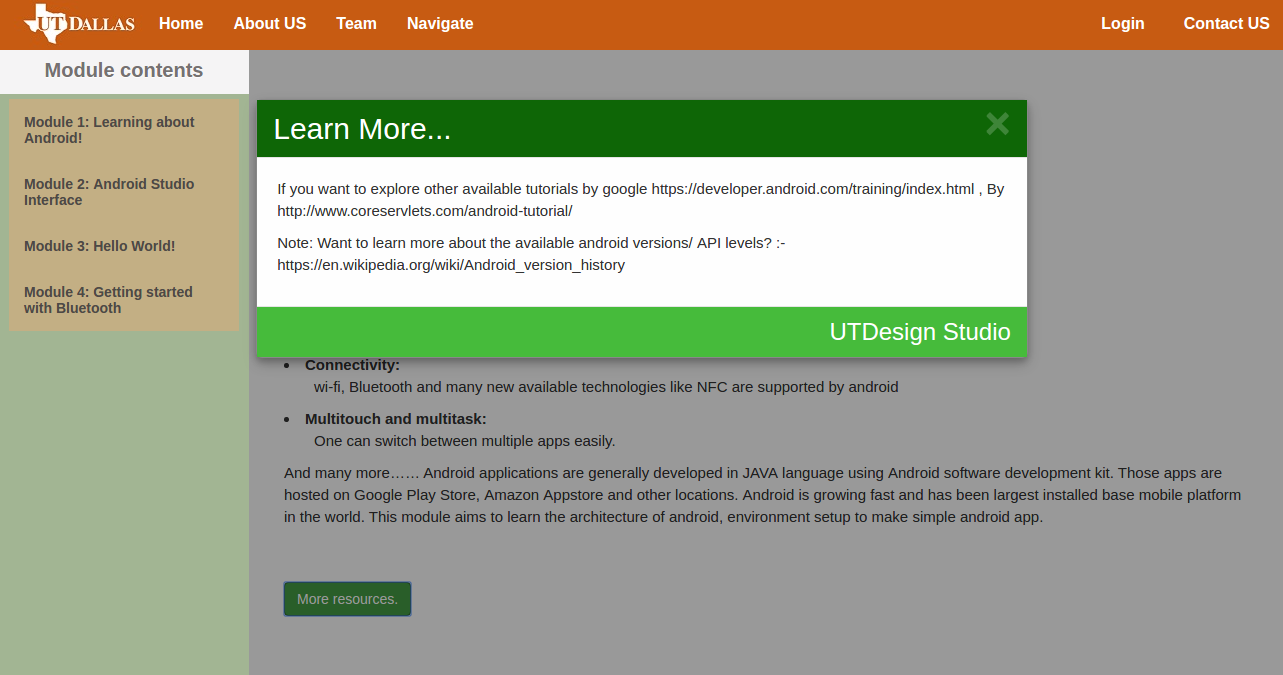 UT DALLAS Home About US Team Navigate Login Contact US
Module contents
Module 1: Learning about
Android!
Module 2: Android Studio
Interface
Module 3: Hello World!
Module 4: Getting started
with Bluetooth
Learn More...
If you want to explore other available tutorials by google https://developer.android.com/training/index.html , By
http://www.coreservlets.com/android-tutorial/
Note: Want to learn more about the available android versions/ API levels? :-
https://en.wikipedia.org/wiki/Android_version_history
UTDesign Studio
Connectivity:
wi-fi, Bluetooth and many new available technologies like NFC are supported by android
Multitouch and multitask:
One can switch between multiple apps easily.
And many more…… Android applications are generally developed in JAVA language using Android software development kit. Those apps are
hosted on Google Play Store, Amazon Appstore and other locations. Android is growing fast and has been largest installed base mobile platform
in the world. This module aims to learn the architecture of android, environment setup to make simple android app.
More resources.